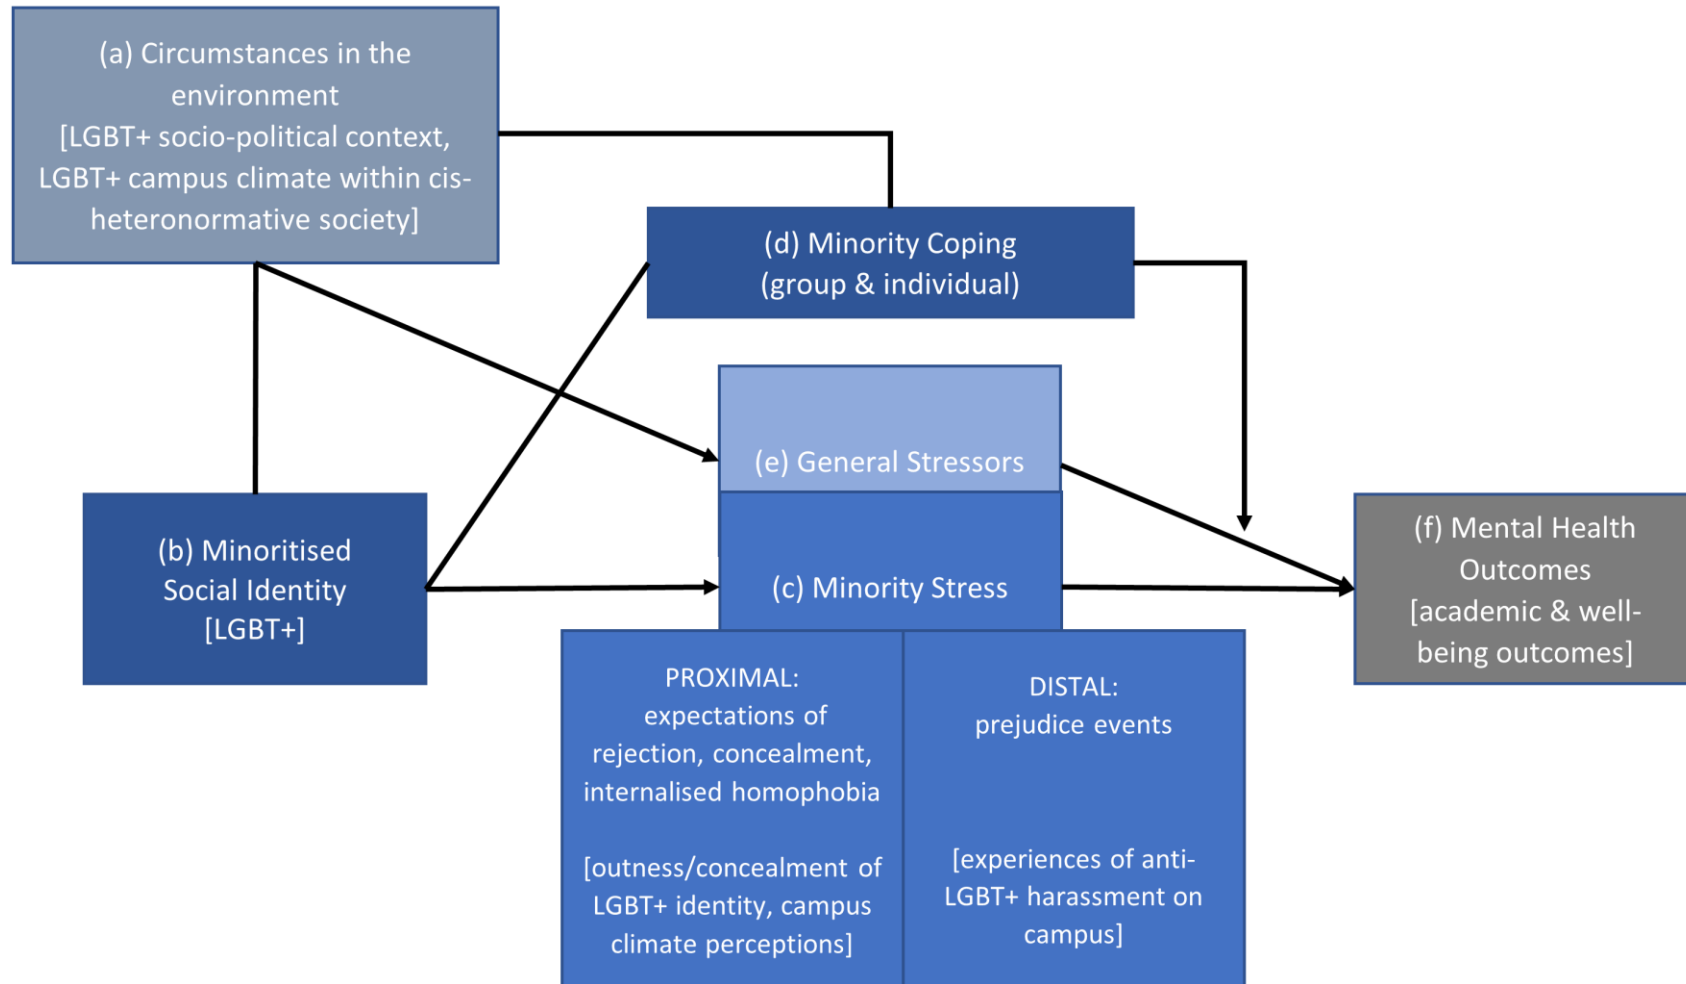 (a) Circumstances in the
environment
[LGBT+ socio-political context,
LGBT+ campus climate within cis-
heteronormative society]
(d) Minority Coping
(group & individual)
(e) General Stressors
(b) Minoritised
Social Identity
[LGBT+]
(c) Minority Stress
(f) Mental Health
Outcomes
[academic & well-
being outcomes]
PROXIMAL:
expectations of
rejection, concealment,
internalised homophobia
[outness/concealment of
LGBT+ identity, campus
climate perceptions]
DISTAL:
prejudice events
[experiences of anti-
LGBT+ harassment on
campus]